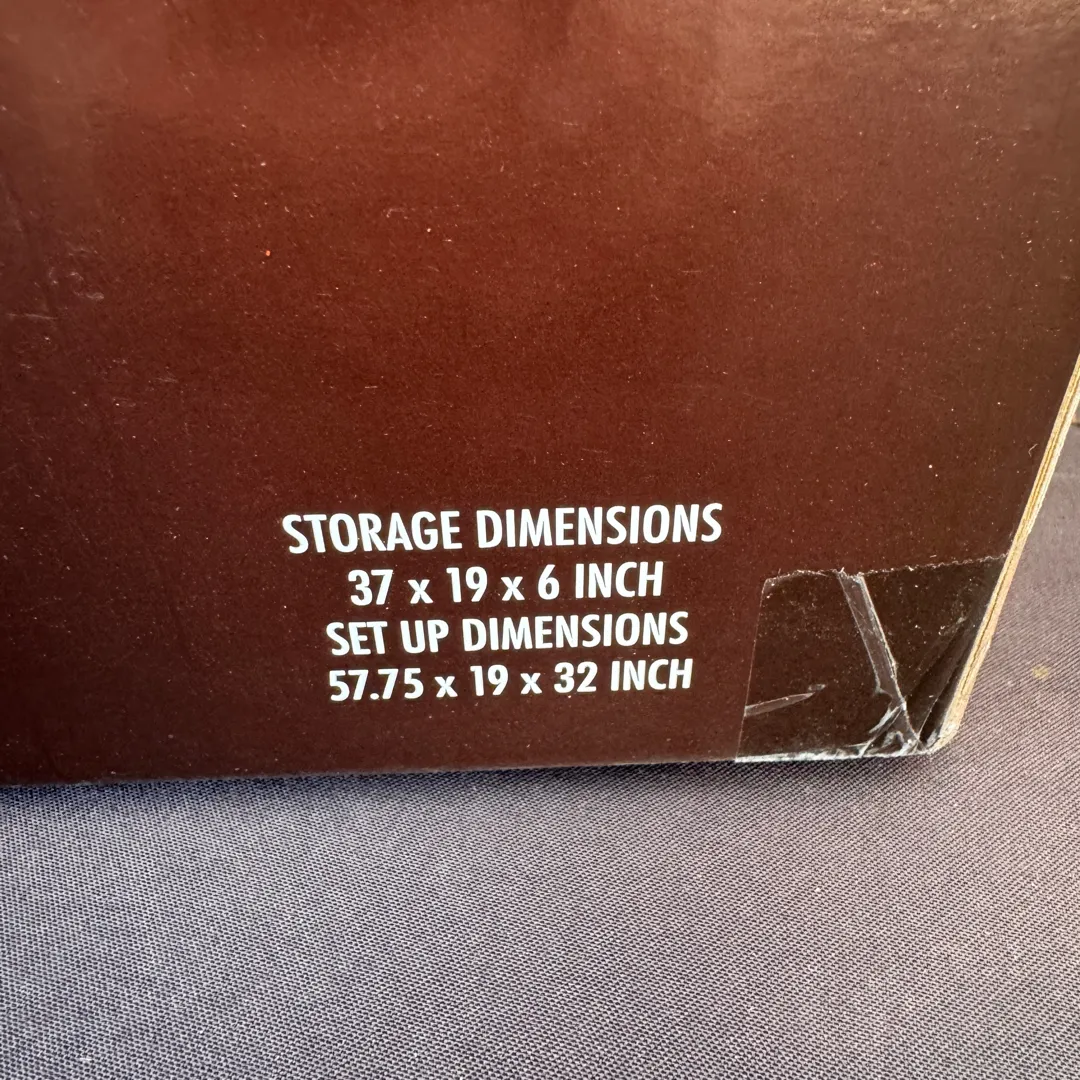 STORAGE DIMENSIONS
37 x 19 x 6 INCH
SET UP DIMENSIONS
57.75 x 19 x 32 INCH